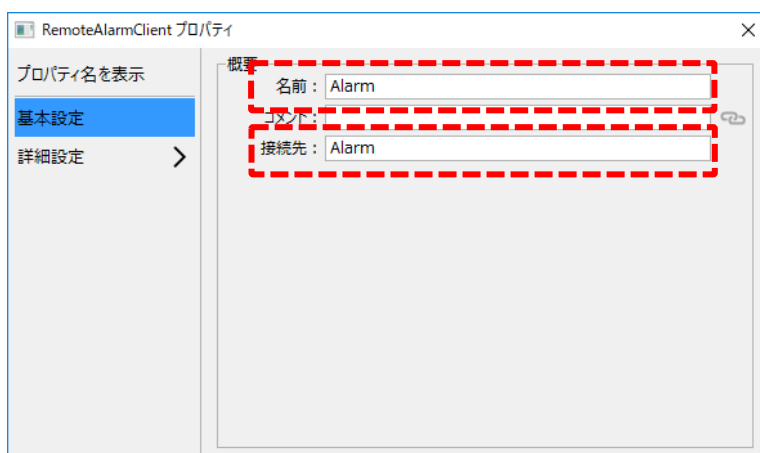 RemoteAlarmClient プロパティ
プロパティ名を表示
基本設定
詳細設定
概要
名前： Alarm
コメント：
接続先： Alarm